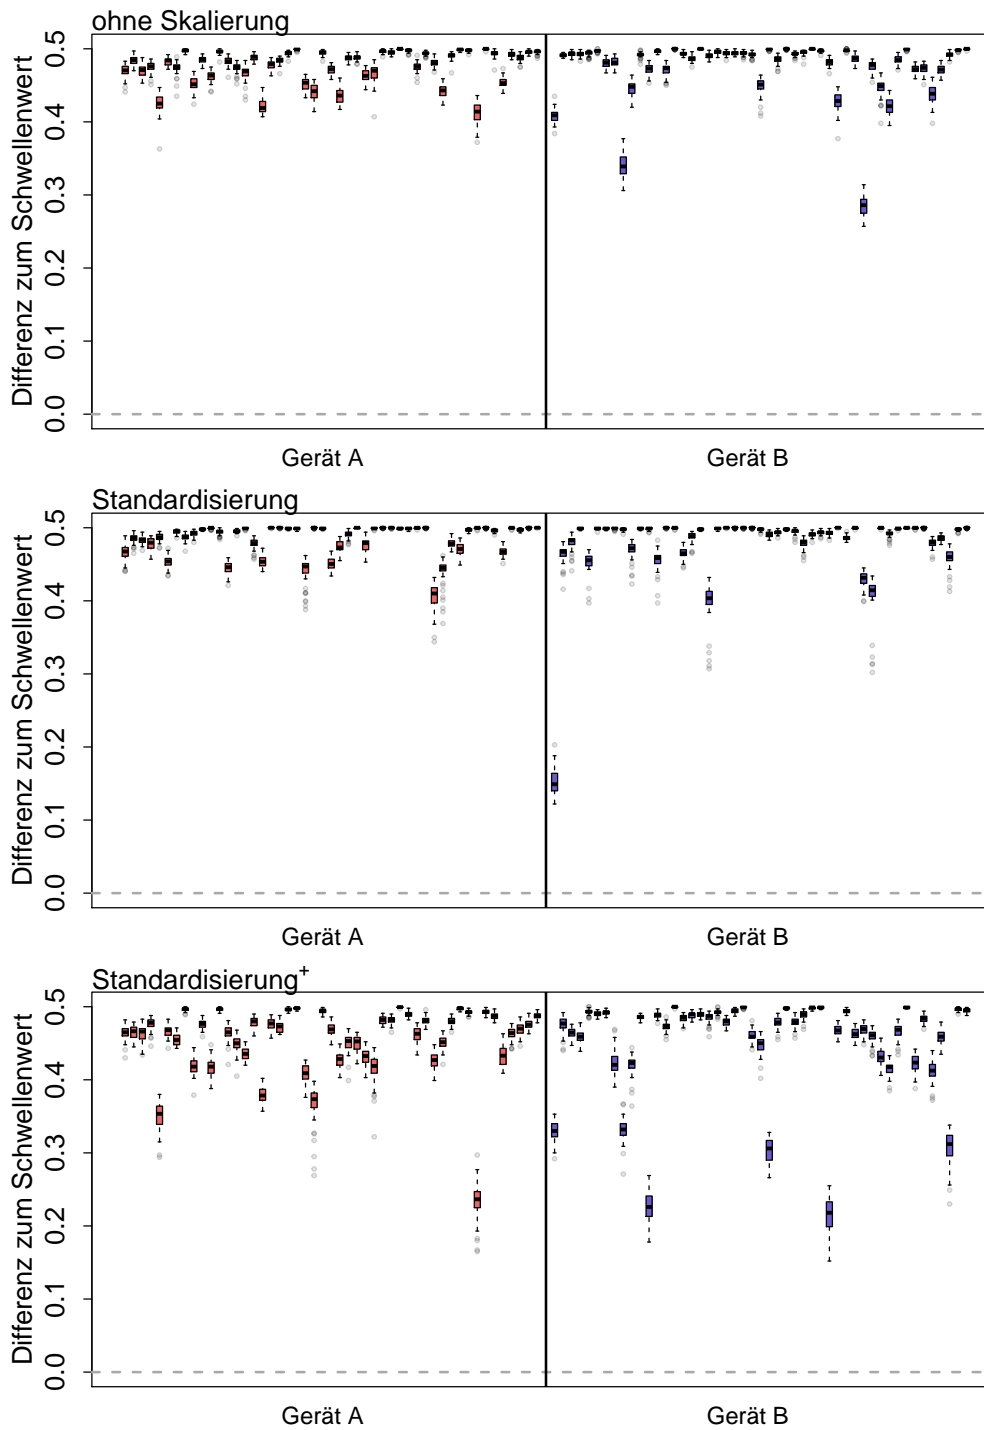 ohne Skalierung
Differenz zum Schwellenwert
0.5
0.4
0.3
0.2
0.1
0.0
Gerät A
Gerät B
Standardisierung
Differenz zum Schwellenwert
0.5
0.4
0.3
0.2
0.1
0.0
Gerät A
Gerät B
Standardisierung⁺
Differenz zum Schwellenwert
0.5
0.4
0.3
0.2
0.1
0.0
Gerät A
Gerät B